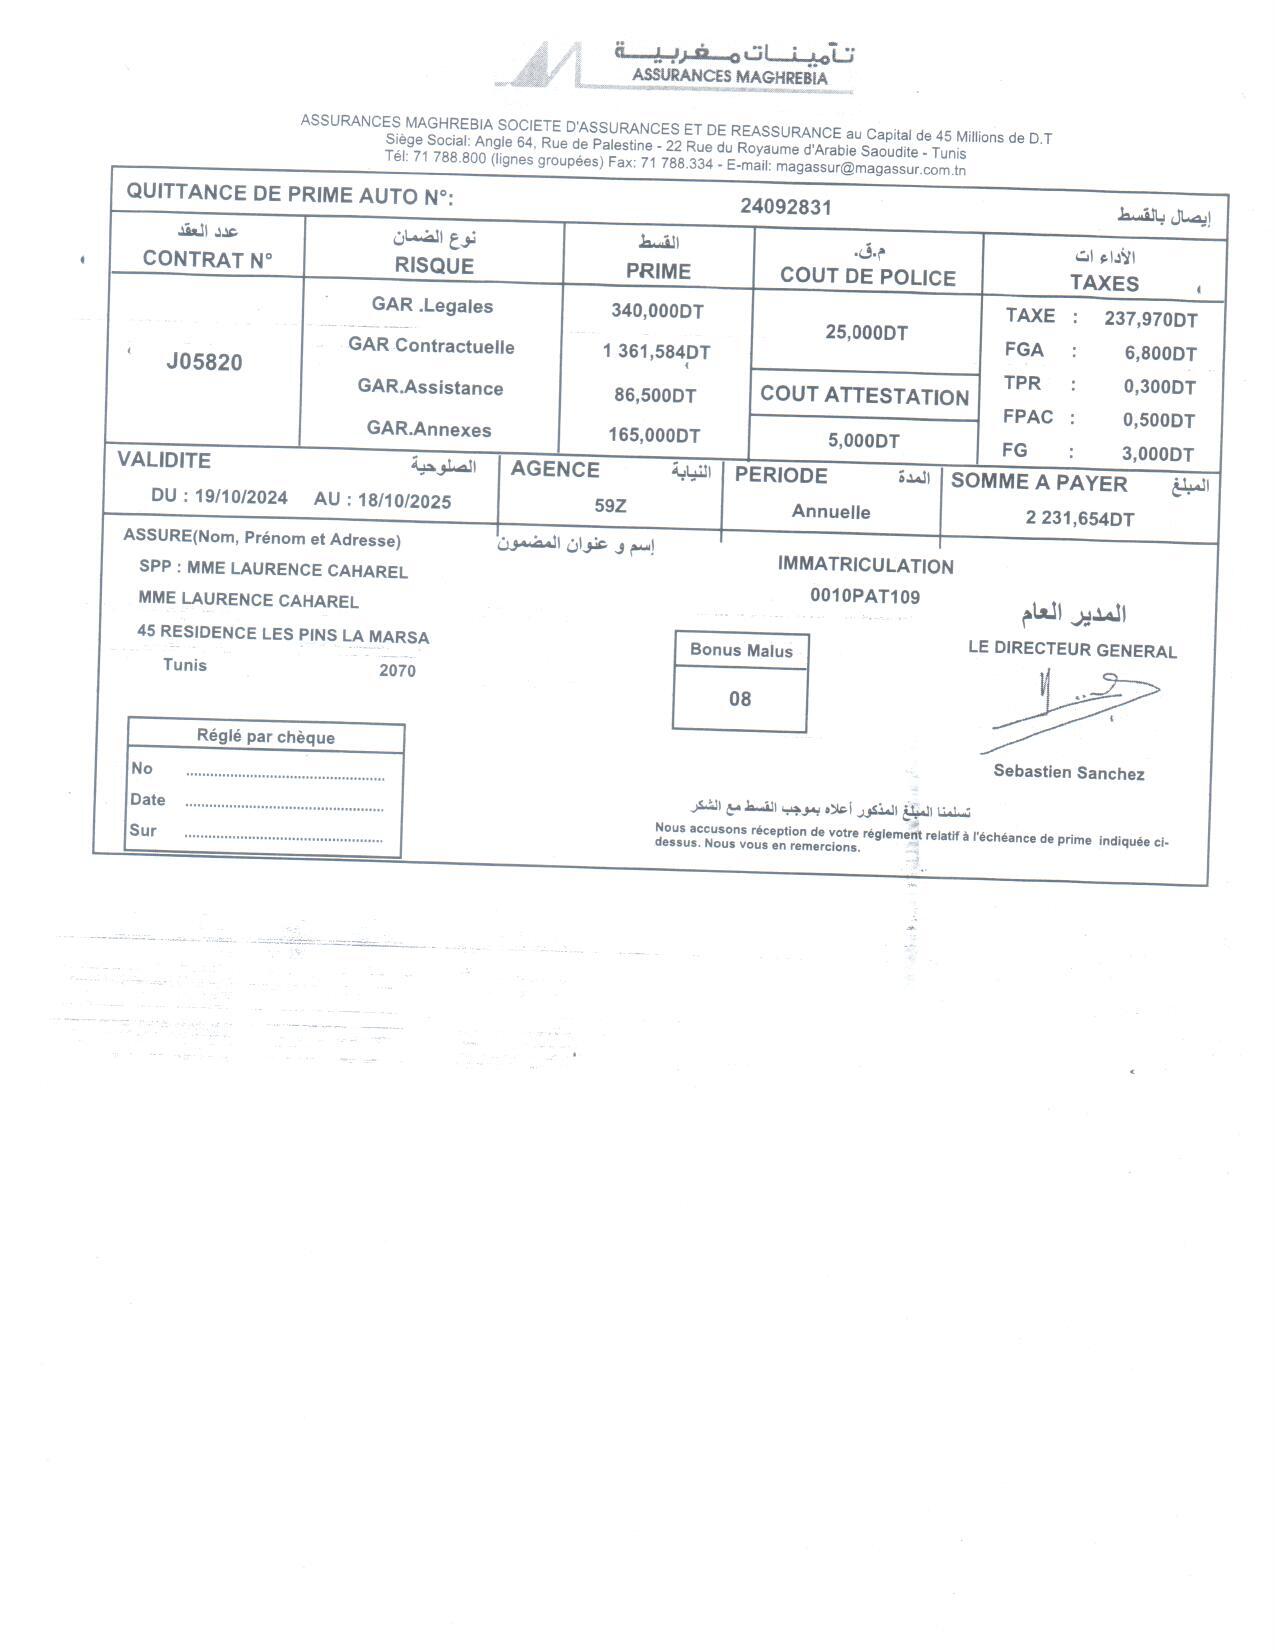 تأمينات مغربية
ASSURANCES MAGHREBIA
ASSURANCES MAGHREBIA SOCIETE D'ASSURANCES ET DE REASSURANCE au Capital de 45 Millions de D.T
Siège Social: Angle 64, Rue de Palestine - 22 Rue du Royaume d'Arabie Saoudite - Tunis
Tél: 71 788.800 (lignes groupées) Fax: 71 788.334 - E-mail: magassur@magassur.com.tn
QUITTANCE DE PRIME AUTO N°: 24092831 إيصال بالقسط
عدد العقد نوع الضمان القسط م.ق. الأداءات
CONTRAT N° RISQUE PRIME COUT DE POLICE TAXES
J05820
GAR .Legales 340,000DT
GAR Contractuelle 1 361,584DT
GAR.Assistance 86,500DT
GAR.Annexes 165,000DT
25,000DT
COUT ATTESTATION
5,000DT
TAXE : 237,970DT
FGA : 6,800DT
TPR : 0,300DT
FPAC : 0,500DT
FG : 3,000DT
VALIDITE الصلوحية AGENCE النيابة PERIODE المدة SOMME A PAYER المبلغ
DU : 19/10/2024 AU : 18/10/2025 59Z Annuelle 2 231,654DT
ASSURE(Nom, Prénom et Adresse) إسم و عنوان المضمون
SPP : MME LAURENCE CAHAREL
MME LAURENCE CAHAREL
45 RESIDENCE LES PINS LA MARSA
Tunis 2070
IMMATRICULATION
0010PAT109
Bonus Malus
08
المدير العام
LE DIRECTEUR GENERAL
Sebastien Sanchez
Réglé par chèque
No
Date
Sur
تسلمنا المبلغ المذكور أعلاه بموجب القسط مع الشكر
Nous accusons réception de votre réglement relatif à l'échéance de prime indiquée ci-
dessus. Nous vous en remercions.